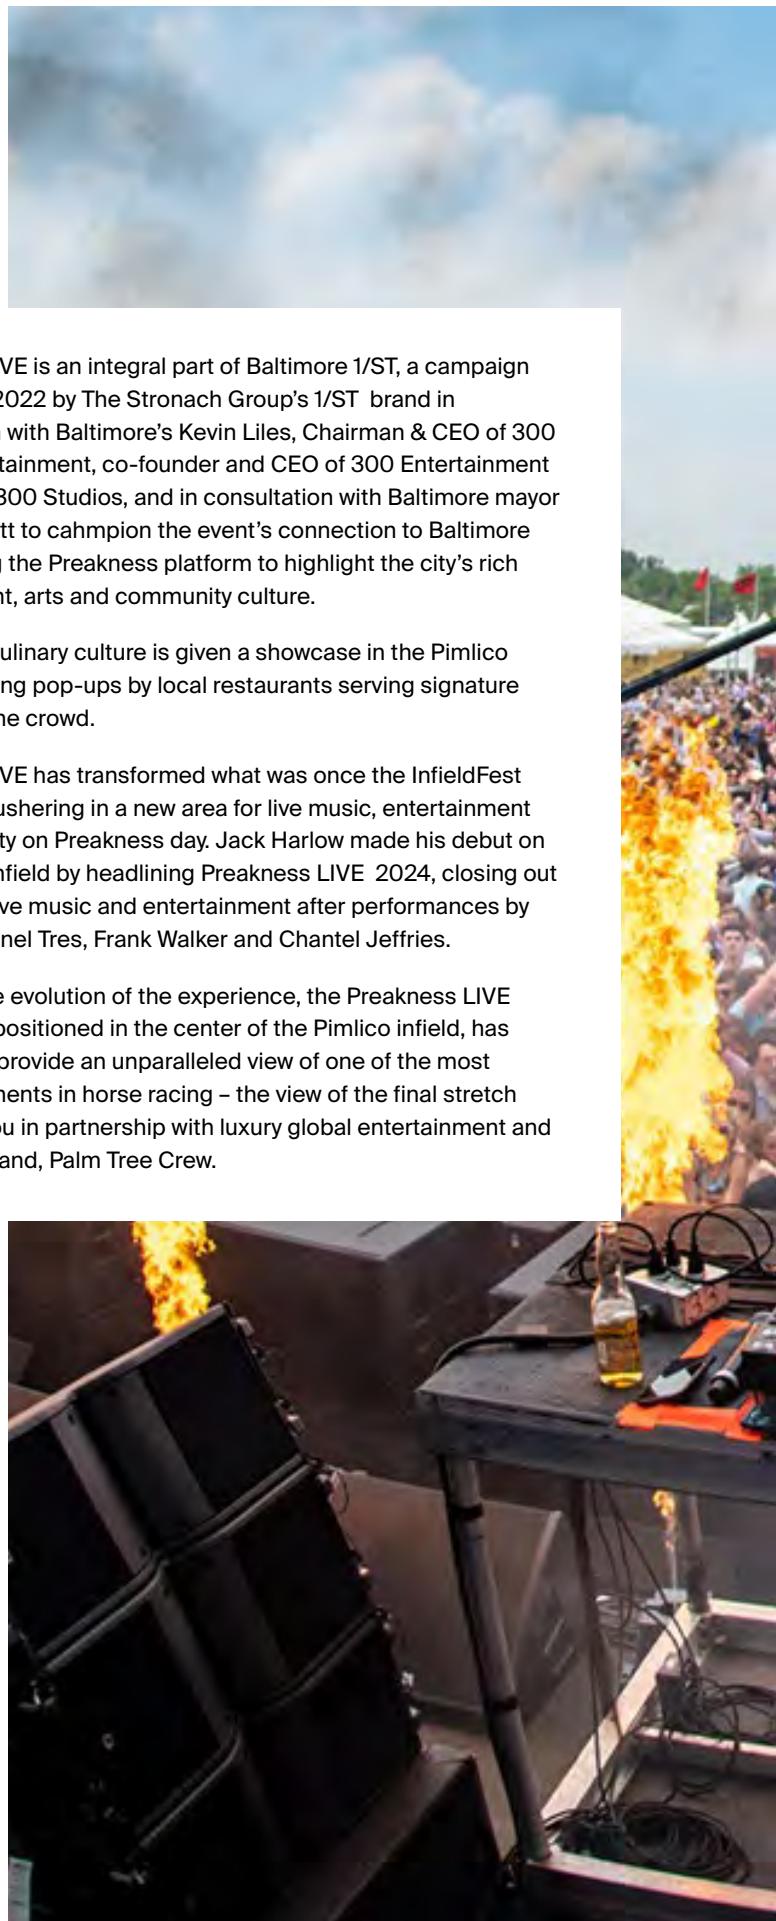 VE is an integral part of Baltimore 1/ST, a campaign
2022 by The Stronach Group’s 1/ST  brand in
with Baltimore’s Kevin Liles, Chairman & CEO of 300
tainment, co-founder and CEO of 300 Entertainment
300 Studios, and in consultation with Baltimore mayor
tt to cahmpion the event’s connection to Baltimore
the Preakness platform to highlight the city’s rich
nt, arts and community culture.
ulinary culture is given a showcase in the Pimlico
ng pop-ups by local restaurants serving signature
ne crowd.
VE has transformed what was once the InfieldFest
ushering in a new area for live music, entertainment
ty on Preakness day. Jack Harlow made his debut on
nfield by headlining Preakness LIVE  2024, closing out
ve music and entertainment after performances by
nel Tres, Frank Walker and Chantel Jeffries.
e evolution of the experience, the Preakness LIVE
positioned in the center of the Pimlico infield, has
provide an unparalleled view of one of the most
nents in horse racing – the view of the final stretch
ou in partnership with luxury global entertainment and
and, Palm Tree Crew.